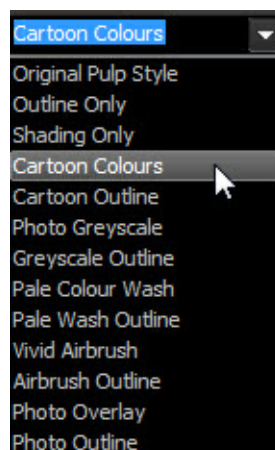 Cartoon Colours
Original Pulp Style
Outline Only
Shading Only
Cartoon Colours
Cartoon Outline
Photo Greyscale
Greyscale Outline
Pale Colour Wash
Pale Wash Outline
Vivid Airbrush
Airbrush Outline
Photo Overlay
Photo Outline